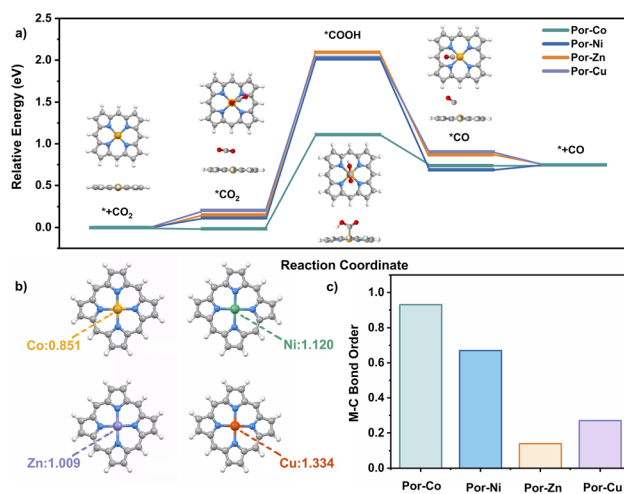 a)
Relative Energy (eV)
2.5
2.0
1.5
1.0
0.5
0.0
*+CO₂
*CO₂
*COOH
*CO
*+CO
Por-Co
Por-Ni
Por-Zn
Por-Cu
Reaction Coordinate
b)
Co:0.851
Ni:1.120
Zn:1.009
Cu:1.334
c)
M-C Bond Order
1.0
0.8
0.6
0.4
0.2
0.0
Por-Co Por-Ni Por-Zn Por-Cu